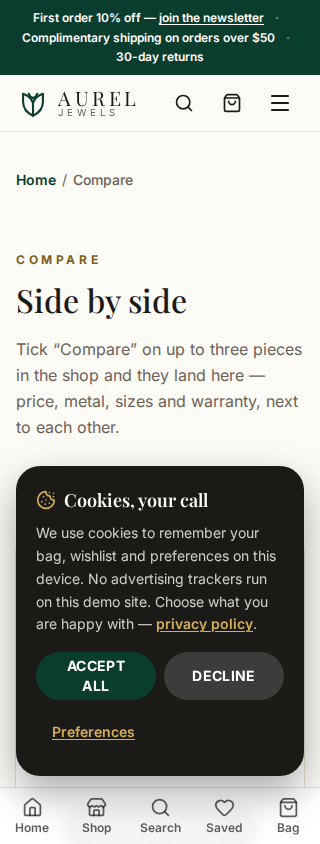 First order 10% off — join the newsletter ·
Complimentary shipping on orders over $50 ·
30-day returns
AUREL
JEWELS
Home / Compare
COMPARE
Side by side
Tick “Compare” on up to three pieces
in the shop and they land here —
price, metal, sizes and warranty, next
to each other.
Cookies, your call
We use cookies to remember your
bag, wishlist and preferences on this
device. No advertising trackers run
on this demo site. Choose what you
are happy with — privacy policy.
ACCEPT
ALL
DECLINE
Preferences
Home Shop Search Saved Bag